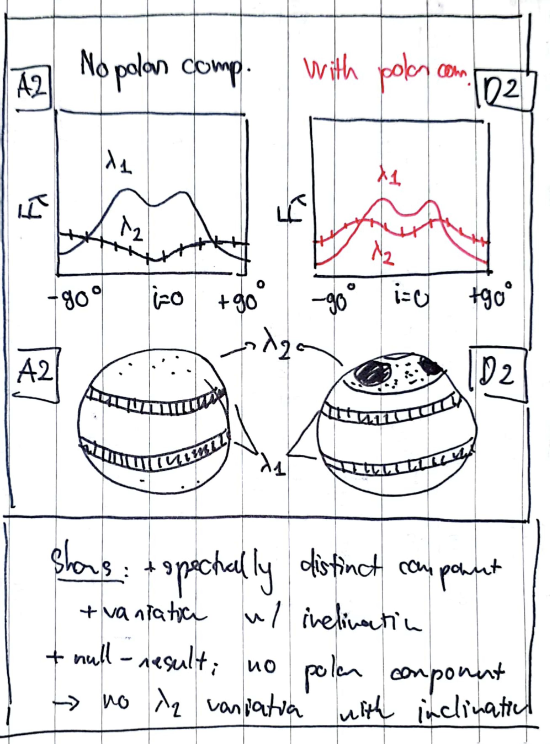 A2 No polar comp. With polar com. D2
λ1 λ1
λ2 λ2
Fλ Fλ
-90° i=0 +90° -90° i=0 +90°
A2 λ2 D2
λ1
Shows: + spectrally distinct component
+ variation w/ inclination
+ null-result: no polar component
→ no λ2 variation with inclination